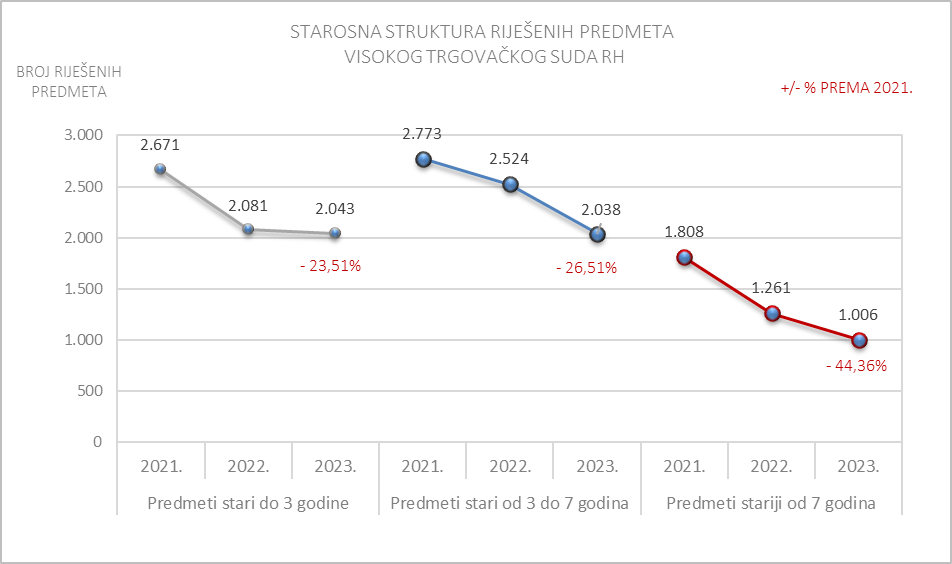 STAROSNA STRUKTURA RIJEŠENIH PREDMETA
VISOKOG TRGOVAČKOG SUDA RH
BROJ RIJEŠENIH
PREDMETA
+/- % PREMA 2021.
3.000
2.500
2.000
1.500
1.000
500
0
2.671
2.081
2.043
- 23,51%
2.773
2.524
2.038
- 26,51%
1.808
1.261
1.006
- 44,36%
2021. 2022. 2023. 2021. 2022. 2023. 2021. 2022. 2023.
Predmeti stari do 3 godine Predmeti stari od 3 do 7 godina Predmeti stariji od 7 godina